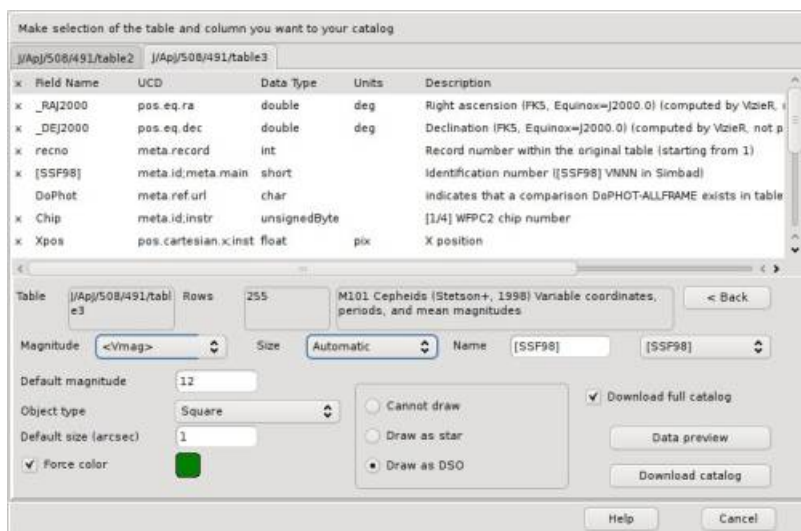 Make selection of the table and column you want to your catalog
J/ApJ/508/491/table2 J/ApJ/508/491/table3
x Field Name UCD Data Type Units Description
x _RAJ2000 pos.eq.ra double deg Right ascension (FK5, Equinox=J2000.0) (computed by VizieR,
x _DEJ2000 pos.eq.dec double deg Declination (FK5, Equinox=J2000.0) (computed by VizieR, not p
x recno meta.record int Record number within the original table (starting from 1)
x [SSF98] meta.id;meta.main short Identification number ([SSF98] VNNN in Simbad)
DoPhot meta.ref.url char indicates that a comparison DoPHOT-ALLFRAME exists in table
x Chip meta.id;instr unsignedByte [1/4] WFPC2 chip number
x Xpos pos.cartesian.x;inst float pix X position
Table J/ApJ/508/491/tabl Rows 255 M101 Cepheids (Stetson+, 1998) Variable coordinates, < Back
e3 periods, and mean magnitudes
Magnitude <Vmag> Size Automatic Name [SSF98] [SSF98]
Default magnitude 12
Object type Square
Default size (arcsec) 1
Force color
Cannot draw
Draw as star
Draw as DSO
Download full catalog
Data preview
Download catalog
Help Cancel